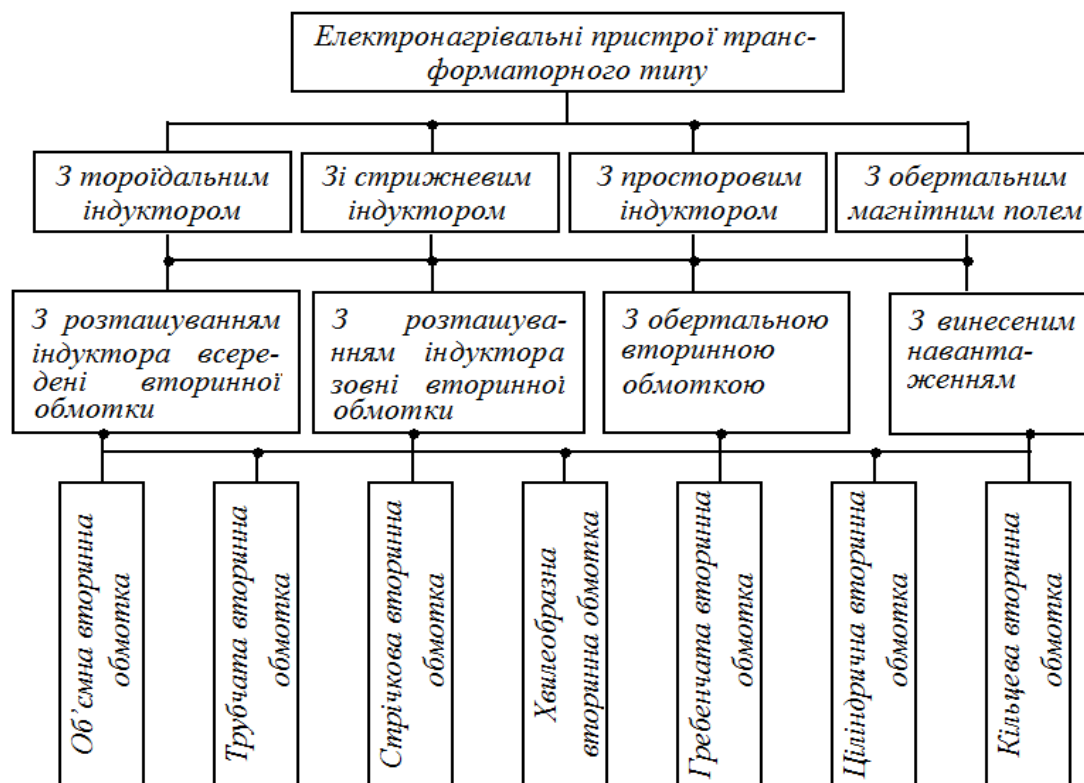 Електронагрівальні пристрої транс-
форматорного типу
З тороїдальним
індуктором
Зі стрижневим
індуктором
З просторовим
індуктором
З обертальним
магнітним полем
З розташуванням
індуктора всере-
дені вторинної
обмотки
З розташува-
нням індуктора
зовні вторинної
обмотки
З обертальною
вторинною
обмоткою
З винесеним
наванта-
женням
Об’ємна вторинна
обмотка
Трубчата вторинна
обмотка
Стрічкова вторинна
обмотка
Хвилеобразна
вторинна обмотка
Гребенчата вторинна
обмотка
Ціліндрична вторинна
обмотка
Кільцева вторинна
обмотка